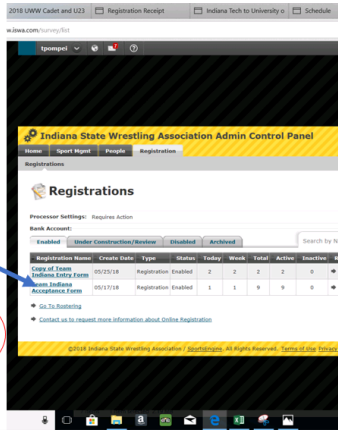 2018 UWW Cadet and U23 Registration Receipt Indiana Tech to University o Schedule
w.iswa.com/survey/list
tpompei
Indiana State Wrestling Association Admin Control Panel
Home Sport Mgmt People Registration
Registrations
Registrations
Processor Settings: Requires Action
Bank Account:
Enabled Under Construction/Review Disabled Archived Search by N
Registration Name Create Date Type Status Today Week Total Active Inactive R
Copy of Team Indiana Entry Form 05/25/18 Registration Enabled 2 2 2 2 0
Team Indiana Acceptance Form 05/17/18 Registration Enabled 1 1 9 9 0
Go To Rostering
Contact us to request more information about Online Registration
©2018 Indiana State Wrestling Association / SportsEngine. All Rights Reserved. Terms of Use Privacy